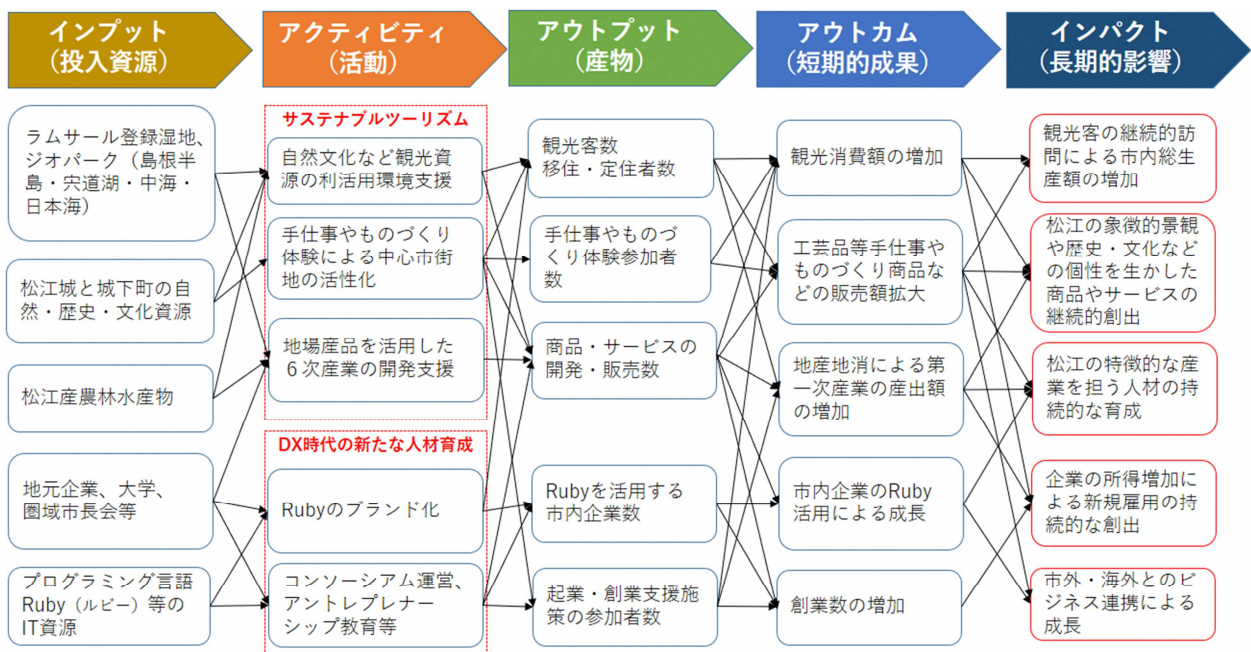 インプット
（投入資源）
アクティビティ
（活動）
アウトプット
（産物）
アウトカム
（短期的成果）
インパクト
（長期的影響）
ラムサール登録湿地、
ジオパーク（島根半
島・宍道湖・中海・
日本海）
松江城と城下町の自
然・歴史・文化資源
松江産農林水産物
地元企業、大学、
圏域市長会等
プログラミング言語
Ruby（ルビー）等の
IT資源
サステナブルツーリズム
自然文化など観光資
源の利活用環境支援
手仕事やものづくり
体験による中心市街
地の活性化
地場産品を活用した
６次産業の開発支援
DX時代の新たな人材育成
Rubyのブランド化
コンソーシアム運営、
アントレプレナー
シップ教育等
観光客数
移住・定住者数
手仕事やものづ
くり体験参加者
数
商品・サービスの
開発・販売数
Rubyを活用する
市内企業数
起業・創業支援施
策の参加者数
観光消費額の増加
工芸品等手仕事や
ものづくり商品な
どの販売額拡大
地産地消による第
一次産業の産出額
の増加
市内企業のRuby
活用による成長
創業数の増加
観光客の継続的訪
問による市内総生
産額の増加
松江の象徴的景観
や歴史・文化など
の個性を生かした
商品やサービスの
継続的創出
松江の特徴的な産
業を担う人材の持
続的な育成
企業の所得増加に
よる新規雇用の持
続的な創出
市外・海外とのビ
ジネス連携による
成長